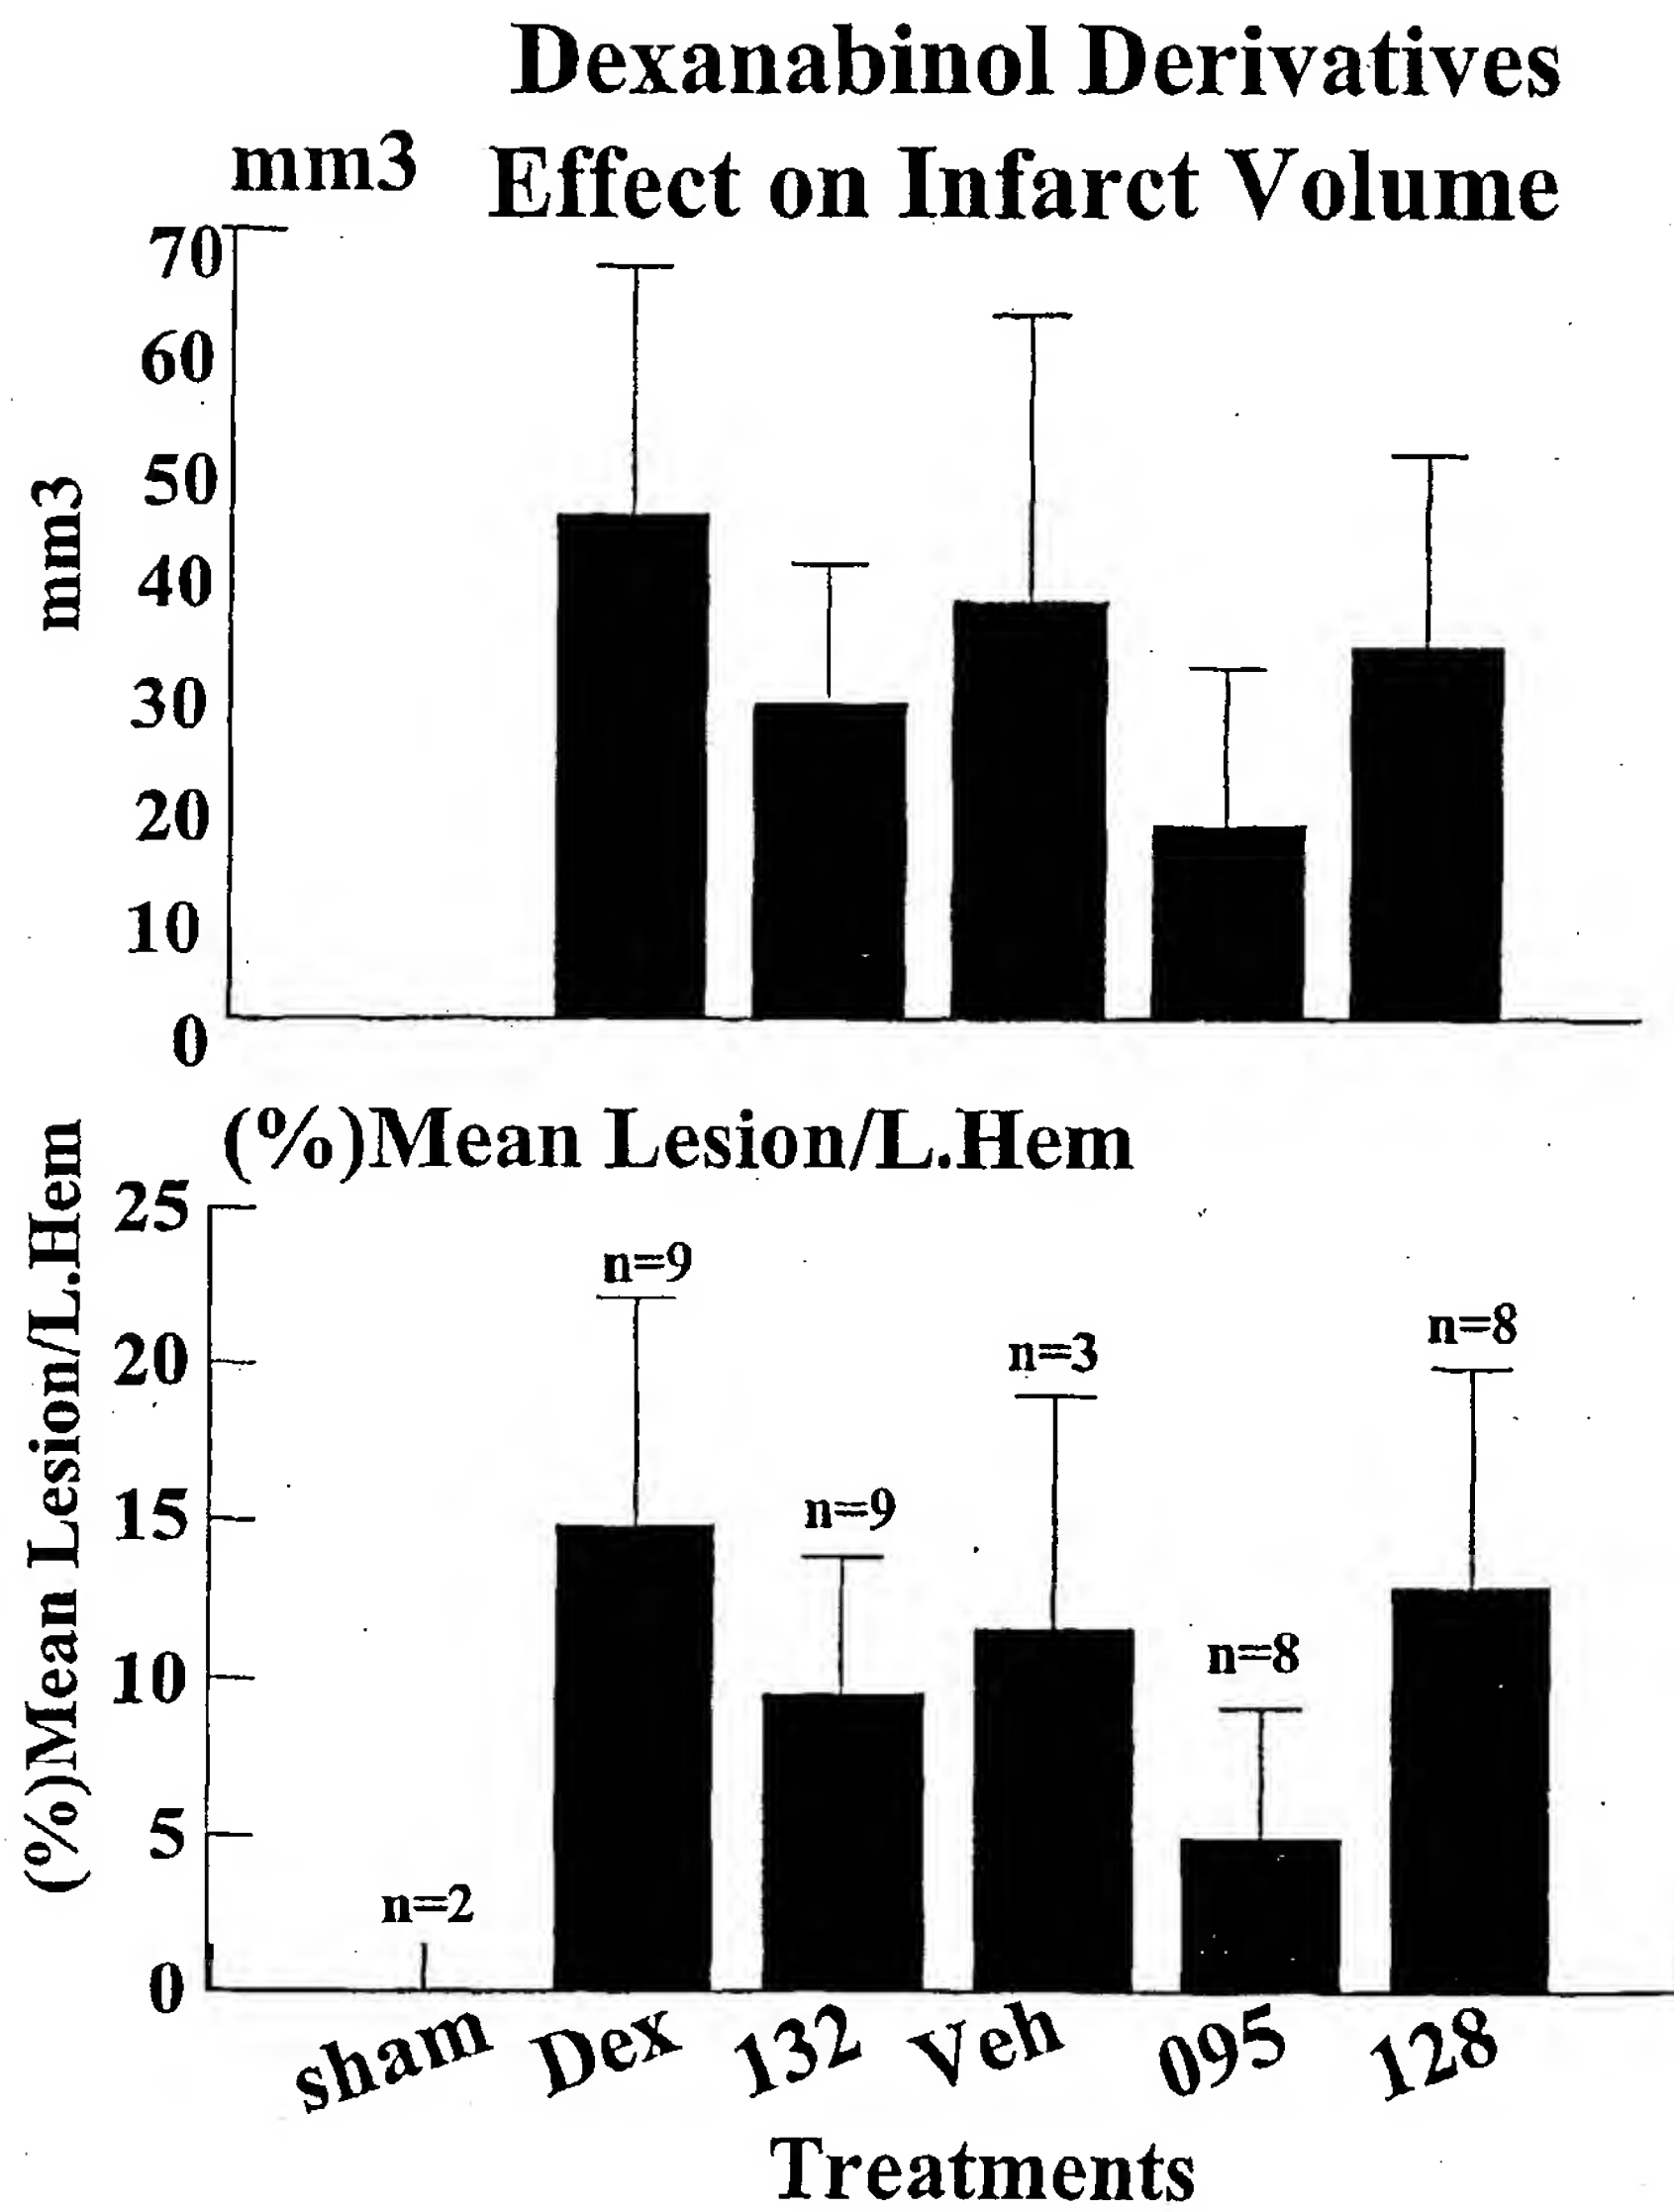 Dexanabinol Derivatives
mm3 Effect on Infarct Volume
70
60
50
40
30
20
10
0
mm3
(%)Mean Lesion/L.Hem
25
20
15
10
5
0
(%)Mean Lesion/L.Hem
n=2
n=9
n=9
n=3
n=8
n=8
sham Dex 132 Veh 095 128
Treatments